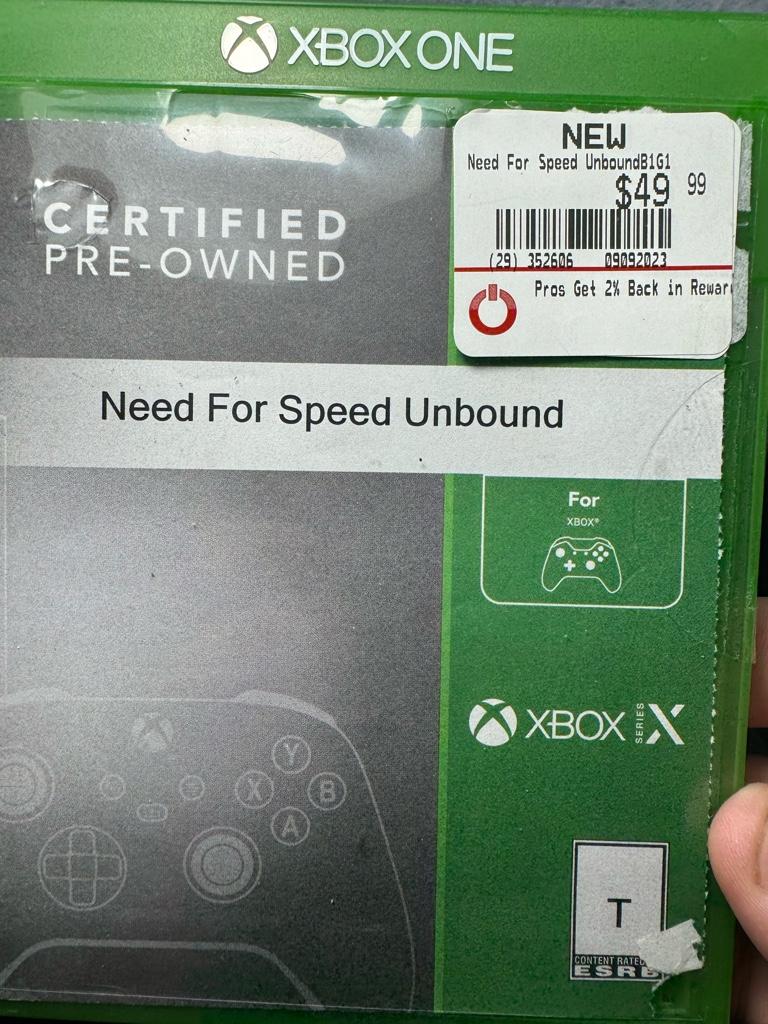 XBOX ONE
NEW
Need For Speed UnboundB1G1
$49 99
(29) 352606 09092023
Pros Get 2% Back in Rewar
CERTIFIED
PRE-OWNED
Need For Speed Unbound
For
XBOX®
XBOX SERIES X
Y
X B
A
T
CONTENT RATED
ESRB